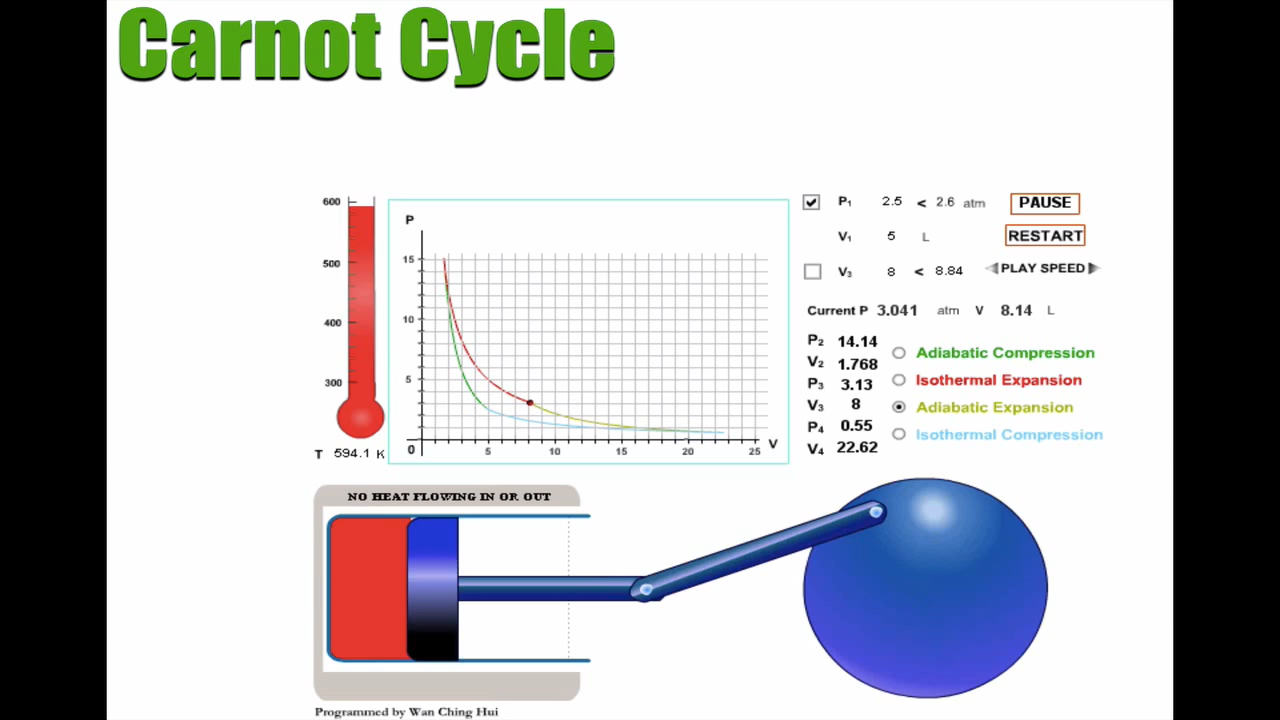 Carnot Cycle
600
500
400
300
T 594.1 K
P
15
10
5
0
5 10 15 20 25
V
P1 2.5 < 2.6 atm
V1 5 L
V3 8 < 8.84
PAUSE
RESTART
PLAY SPEED
Current P 3.041 atm V 8.14 L
P2 14.14
V2 1.768
P3 3.13
V3 8
P4 0.55
V4 22.62
Adiabatic Compression
Isothermal Expansion
Adiabatic Expansion
Isothermal Compression
NO HEAT FLOWING IN OR OUT
Programmed by Wan Ching Hui